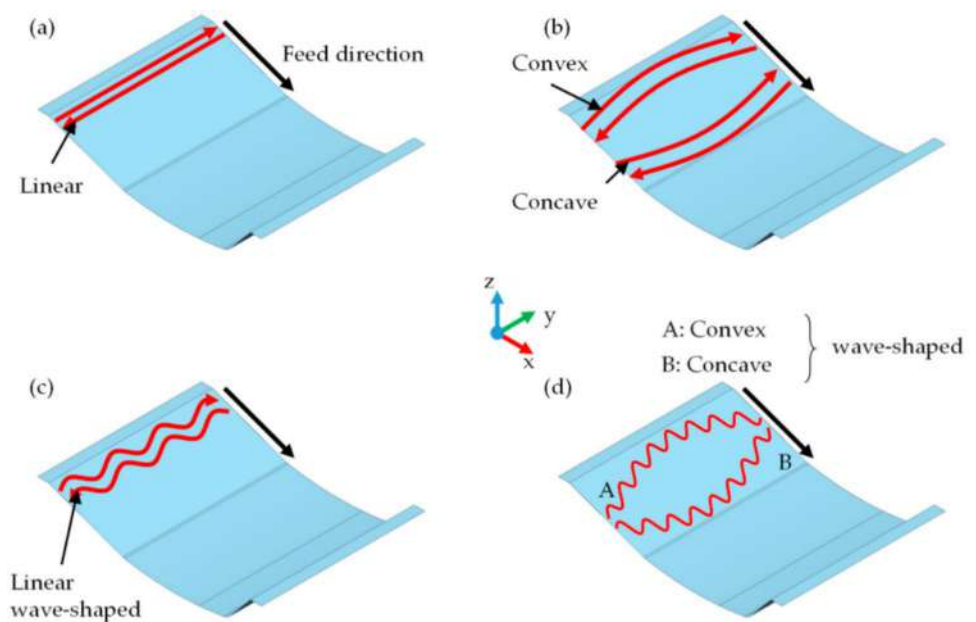 (a)
Feed direction
Linear
(b)
Convex
Concave
z
y
x
A: Convex
B: Concave
wave-shaped
(c)
Linear
wave-shaped
(d)
A
B